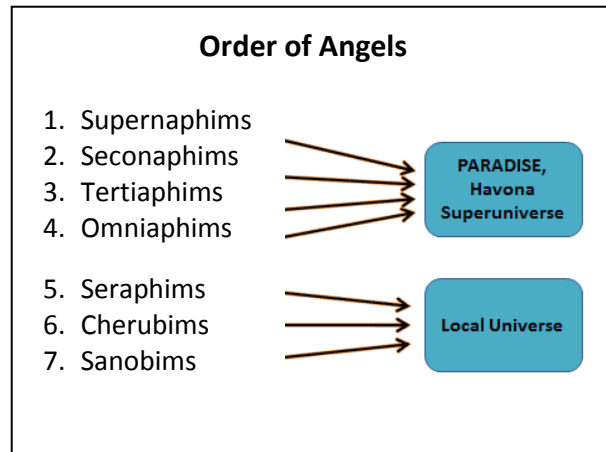 Order of Angels
1. Supernaphims
2. Seconaphims
3. Tertiaphims
4. Omniaphims
PARADISE,
Havona
Superuniverse
5. Seraphims
6. Cherubims
7. Sanobims
Local Universe